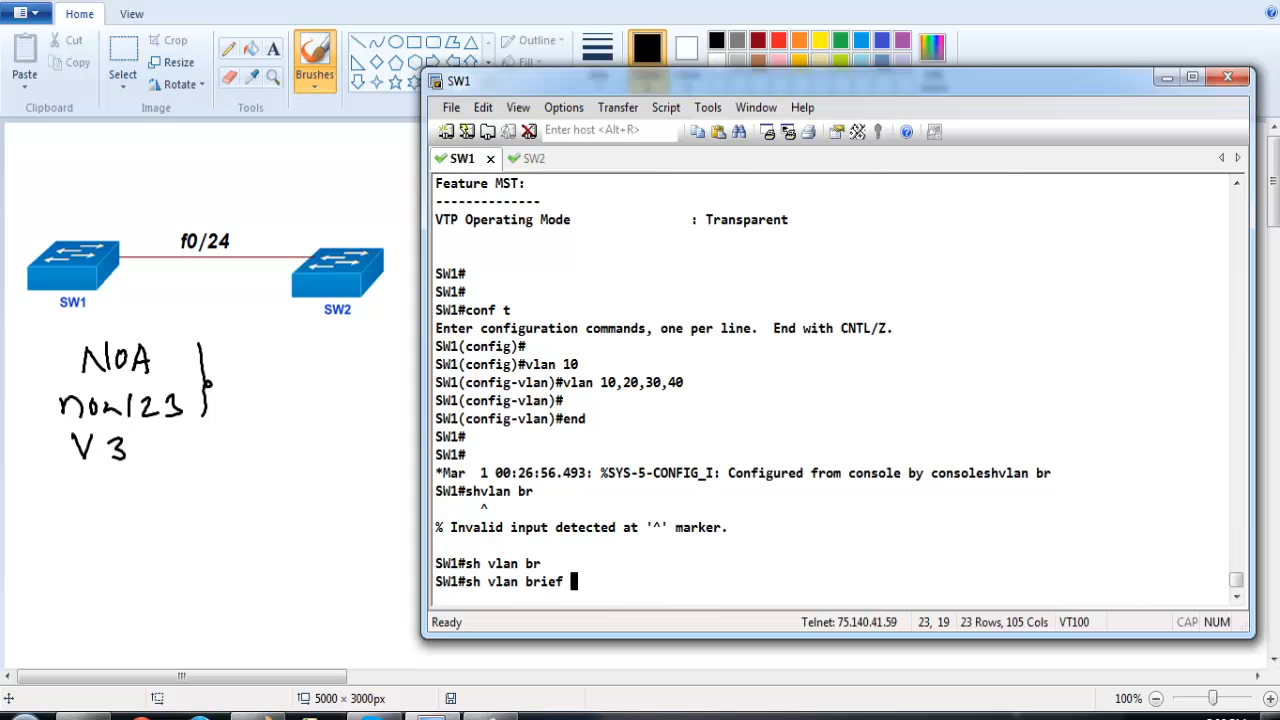 Home
View
Cut
Crop
Outline
Copy
Resize
Fill
Paste
Select
Rotate
Brushes
Clipboard
Image
Tools
SW1
File Edit View Options Transfer Script Tools Window Help
Enter host <Alt+R>
SW1
SW2
Feature MST:
--------------
VTP Operating Mode : Transparent
SW1#
SW1#
SW1#conf t
Enter configuration commands, one per line. End with CNTL/Z.
SW1(config)#
SW1(config)#vlan 10
SW1(config-vlan)#vlan 10,20,30,40
SW1(config-vlan)#
SW1(config-vlan)#end
SW1#
SW1#
*Mar 1 00:26:56.493: %SYS-5-CONFIG_I: Configured from console by consoleshvlan br
SW1#shvlan br
^
% Invalid input detected at '^' marker.
SW1#sh vlan br
SW1#sh vlan brief
Ready
Telnet: 75.140.41.59
23, 19
23 Rows, 105 Cols
VT100
CAP NUM
f0/24
SW1
SW2
NOA
noa123
V 3
5000 × 3000px
100%